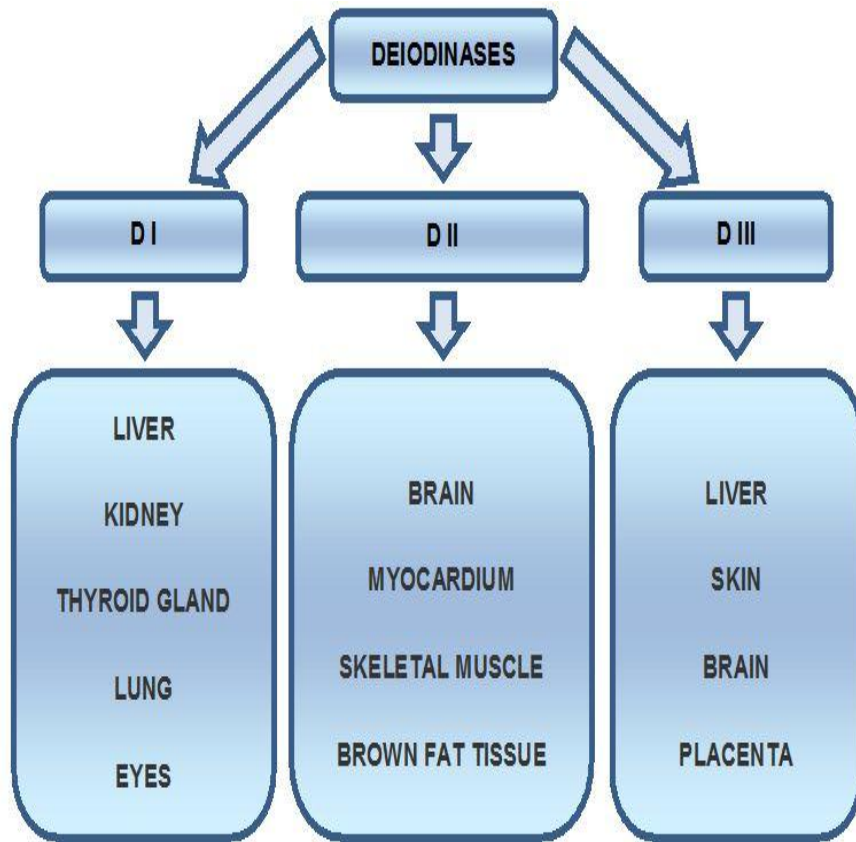 DEIODINASES
D I
D II
D III
LIVER
KIDNEY
THYROID GLAND
LUNG
EYES
BRAIN
MYOCARDIUM
SKELETAL MUSCLE
BROWN FAT TISSUE
LIVER
SKIN
BRAIN
PLACENTA